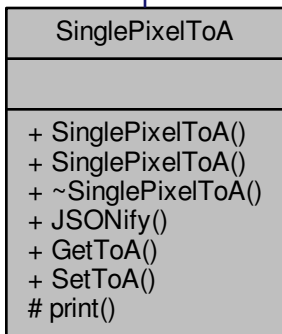 SinglePixelToA
+ SinglePixelToA()
+ SinglePixelToA()
+ ~SinglePixelToA()
+ JSONify()
+ GetToA()
+ SetToA()
# print()